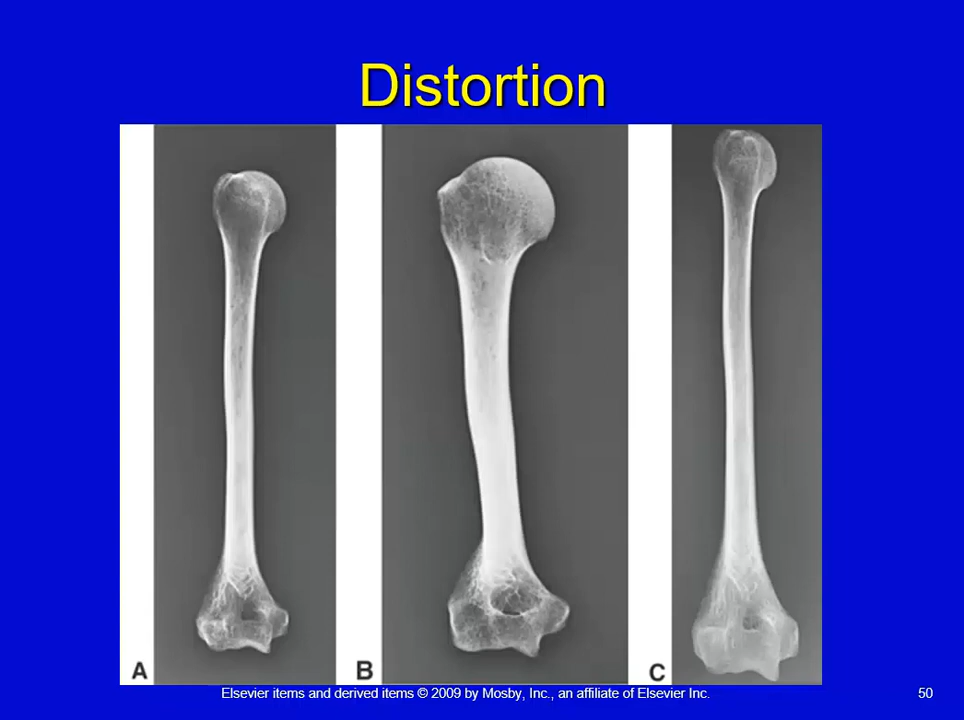 Distortion
A
B
C
Elsevier items and derived items © 2009 by Mosby, Inc., an affiliate of Elsevier Inc.
50